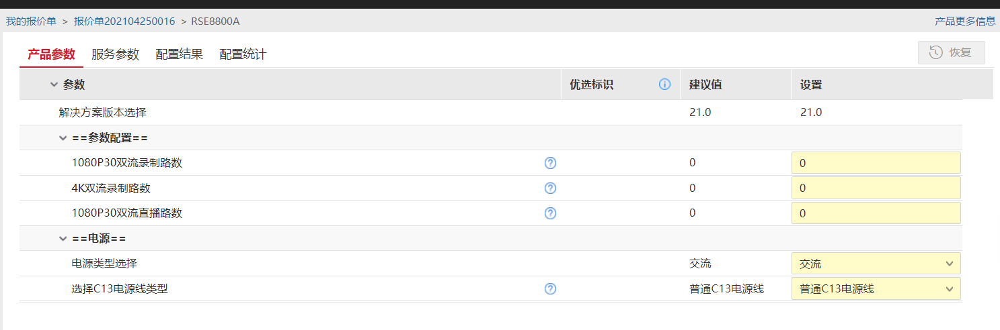 我的报价单 > 报价单202104250016 > RSE8800A 产品更多信息
产品参数 服务参数 配置结果 配置统计 恢复
参数 优选标识 建议值 设置
解决方案版本选择 21.0 21.0
==参数配置==
1080P30双流录制路数 0 0
4K双流录制路数 0 0
1080P30双流直播路数 0 0
==电源==
电源类型选择 交流 交流
选择C13电源线类型 普通C13电源线 普通C13电源线